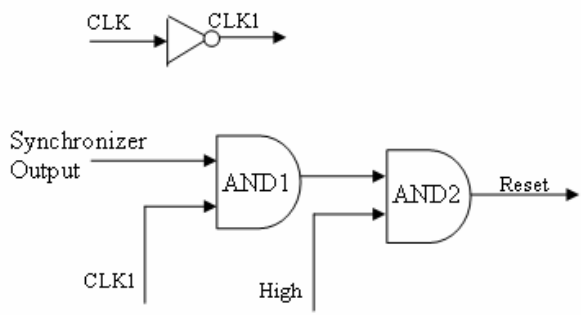 CLK
CLK1
Synchronizer
Output
AND1
AND2
Reset
CLK1
High